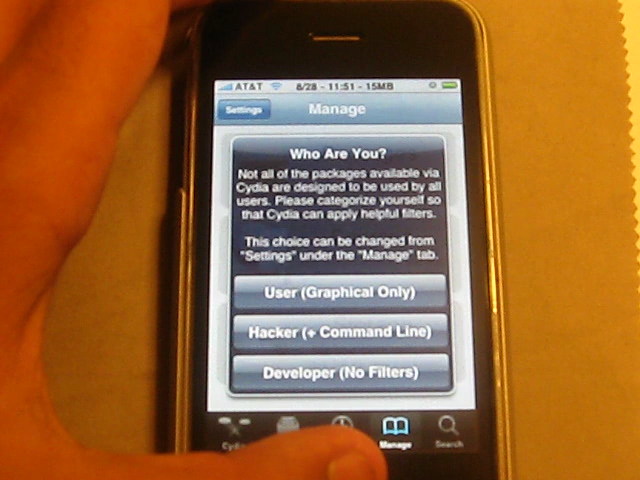 AT&T 8/28 - 11:51 - 15MB
Settings Manage
Who Are You?
Not all of the packages available via
Cydia are designed to be used by all
users. Please categorize yourself so
that Cydia can apply helpful filters.
This choice can be changed from
"Settings" under the "Manage" tab.
User (Graphical Only)
Hacker (+ Command Line)
Developer (No Filters)
Manage Search